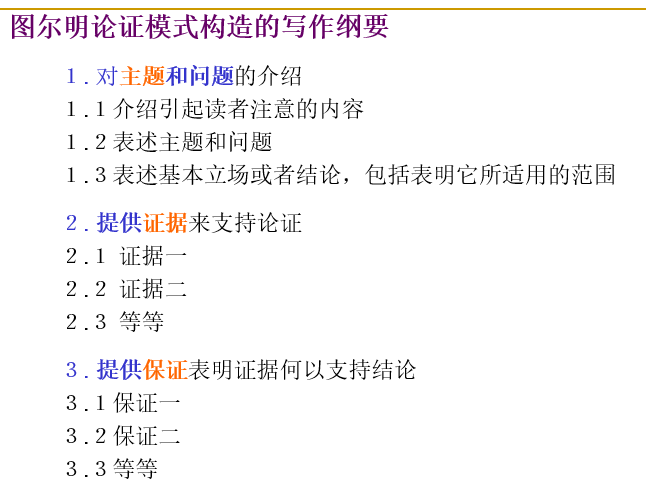 图尔明论证模式构造的写作纲要
1.对主题和问题的介绍
1.1介绍引起读者注意的内容
1.2表述主题和问题
1.3表述基本立场或者结论，包括表明它所适用的范围
2.提供证据来支持论证
2.1 证据一
2.2 证据二
2.3 等等
3.提供保证表明证据何以支持结论
3.1保证一
3.2保证二
3.3等等